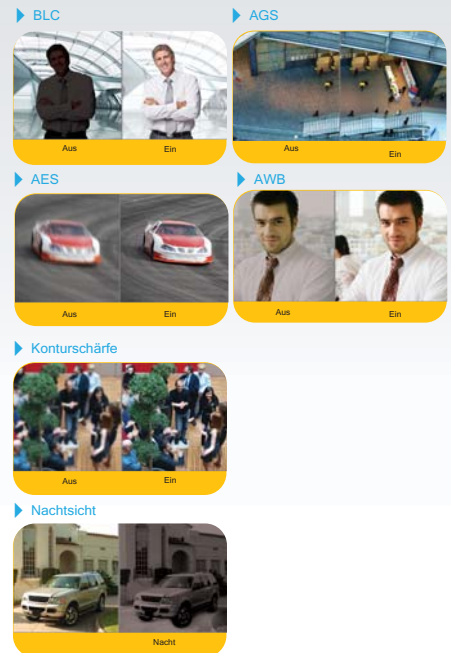 BLC
AGS
Aus Ein
Aus Ein
AES
AWB
Aus Ein
Aus Ein
Konturschärfe
Aus Ein
Nachtsicht
Nacht